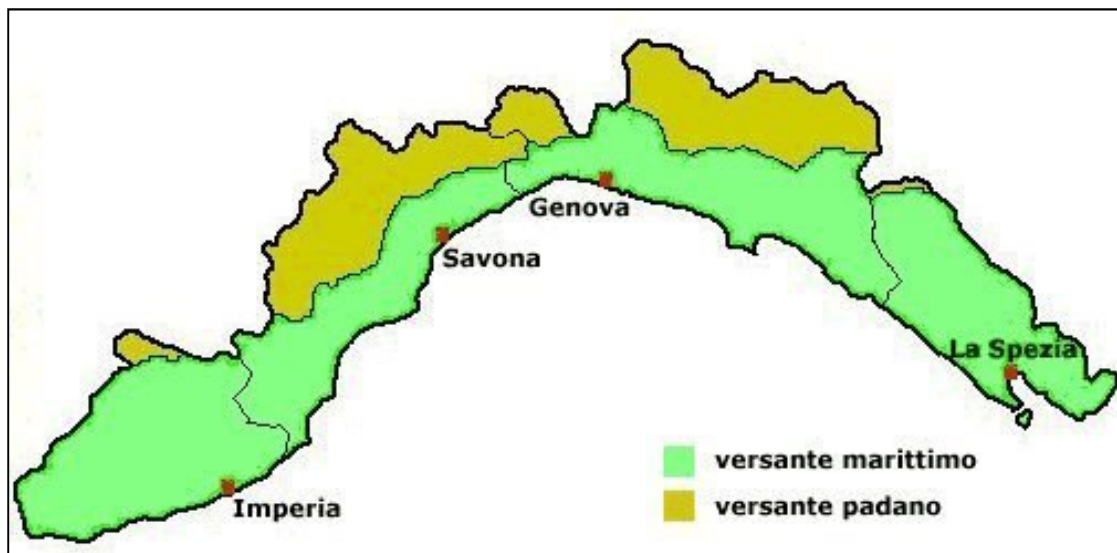 Genova
Savona
La Spezia
Imperia
versante marittimo
versante padano